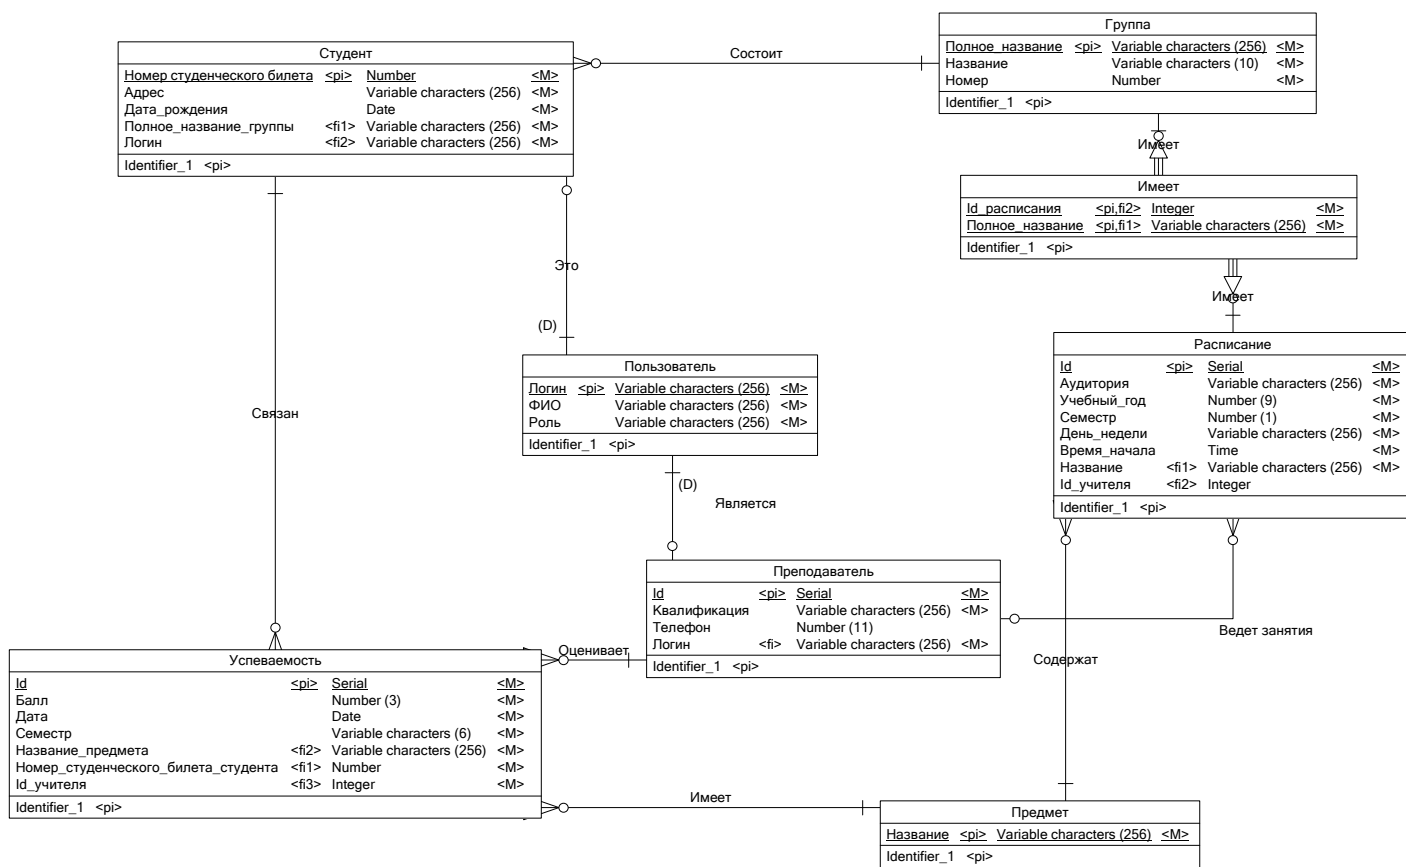 Группа
Полное_название <pi> Variable characters (256) <M>
Название Variable characters (10) <M>
Номер Number <M>
Identifier_1 <pi>
Студент
Номер студенческого билета <pi> Number <M>
Адрес Variable characters (256) <M>
Дата_рождения Date <M>
Полное_название_группы <fi1> Variable characters (256) <M>
Логин <fi2> Variable characters (256) <M>
Identifier_1 <pi>
Состоит
Имеет
Имеет
Id_расписания <pi,fi2> Integer <M>
Полное_название <pi,fi1> Variable characters (256) <M>
Identifier_1 <pi>
Имеет
Это
(D)
Расписание
Id <pi> Serial <M>
Аудитория Variable characters (256) <M>
Учебный_год Number (9) <M>
Семестр Number (1) <M>
День_недели Variable characters (256) <M>
Время_начала Time <M>
Название <fi1> Variable characters (256) <M>
Id_учителя <fi2> Integer
Identifier_1 <pi>
Пользователь
Логин <pi> Variable characters (256) <M>
ФИО Variable characters (256) <M>
Роль Variable characters (256) <M>
Identifier_1 <pi>
Связан
(D)
Является
Преподаватель
Id <pi> Serial <M>
Квалификация Variable characters (256) <M>
Телефон Number (11)
Логин <fi> Variable characters (256) <M>
Identifier_1 <pi>
Ведет занятия
Оценивает
Содержат
Успеваемость
Id <pi> Serial <M>
Балл Number (3) <M>
Дата Date <M>
Семестр Variable characters (6) <M>
Название_предмета <fi2> Variable characters (256) <M>
Номер_студенческого_билета_студента <fi1> Number <M>
Id_учителя <fi3> Integer <M>
Identifier_1 <pi>
Имеет
Предмет
Название <pi> Variable characters (256) <M>
Identifier_1 <pi>